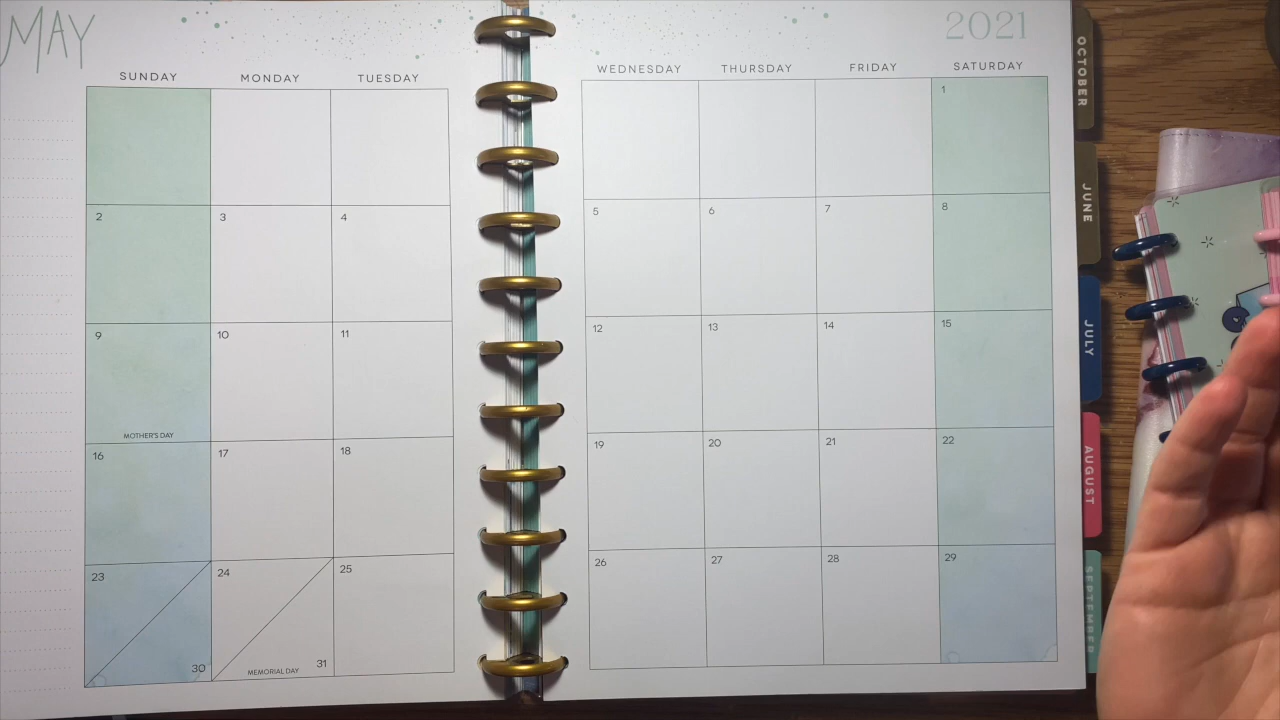 MAY
2021
SUNDAY MONDAY TUESDAY WEDNESDAY THURSDAY FRIDAY SATURDAY
1
2 3 4 5 6 7 8
9 10 11 12 13 14 15
MOTHER'S DAY
16 17 18 19 20 21 22
23 24 25 26 27 28 29
30 MEMORIAL DAY 31
OCTOBER
JUNE
JULY
AUGUST
SEPTEMBER